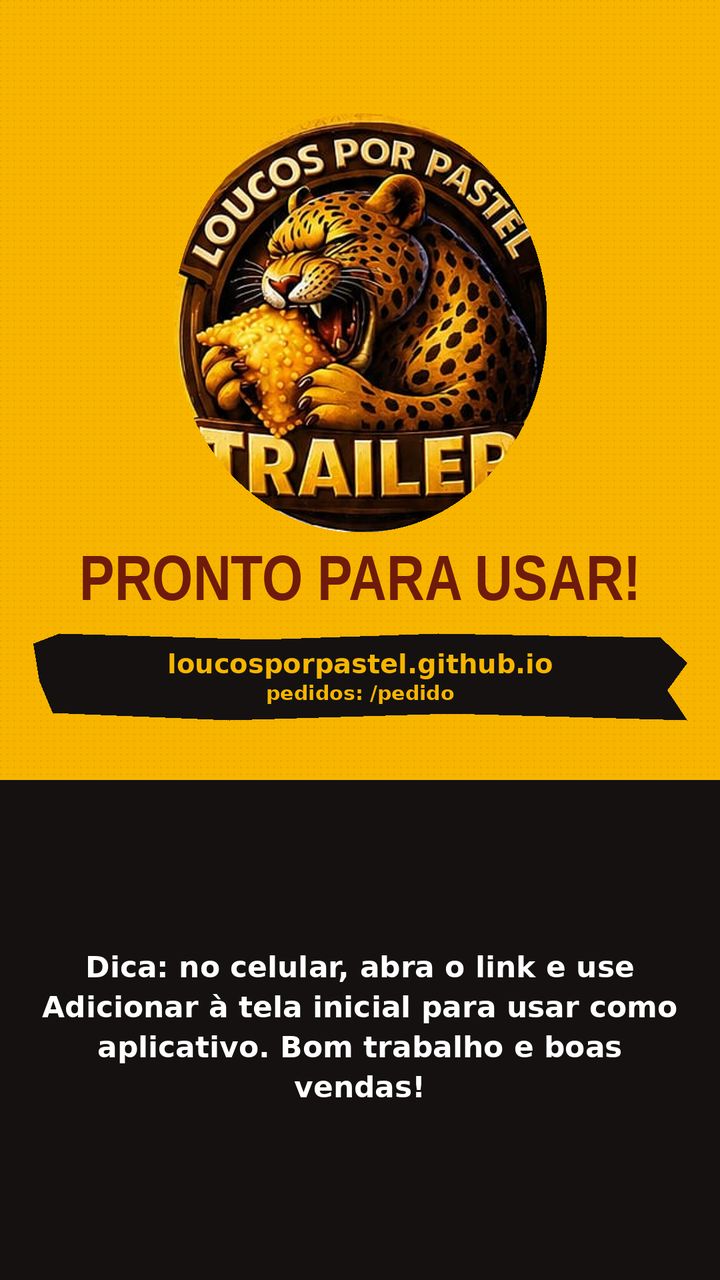 LOUCOS POR PASTEL
TRAILER
PRONTO PARA USAR!
loucosporpastel.github.io
pedidos: /pedido
Dica: no celular, abra o link e use
Adicionar à tela inicial para usar como
aplicativo. Bom trabalho e boas
vendas!